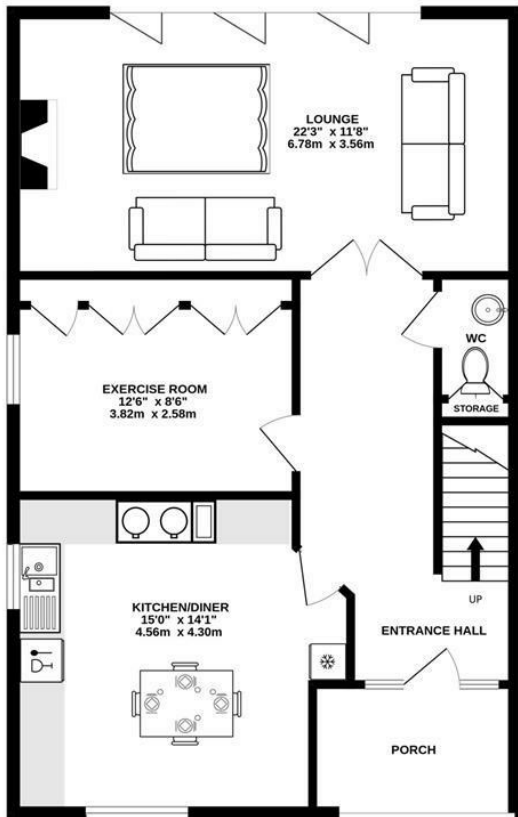 LOUNGE
22'3" x 11'8"
6.78m x 3.56m
WC
STORAGE
EXERCISE ROOM
12'6" x 8'6"
3.82m x 2.58m
KITCHEN/DINER
15'0" x 14'1"
4.56m x 4.30m
UP
ENTRANCE HALL
PORCH